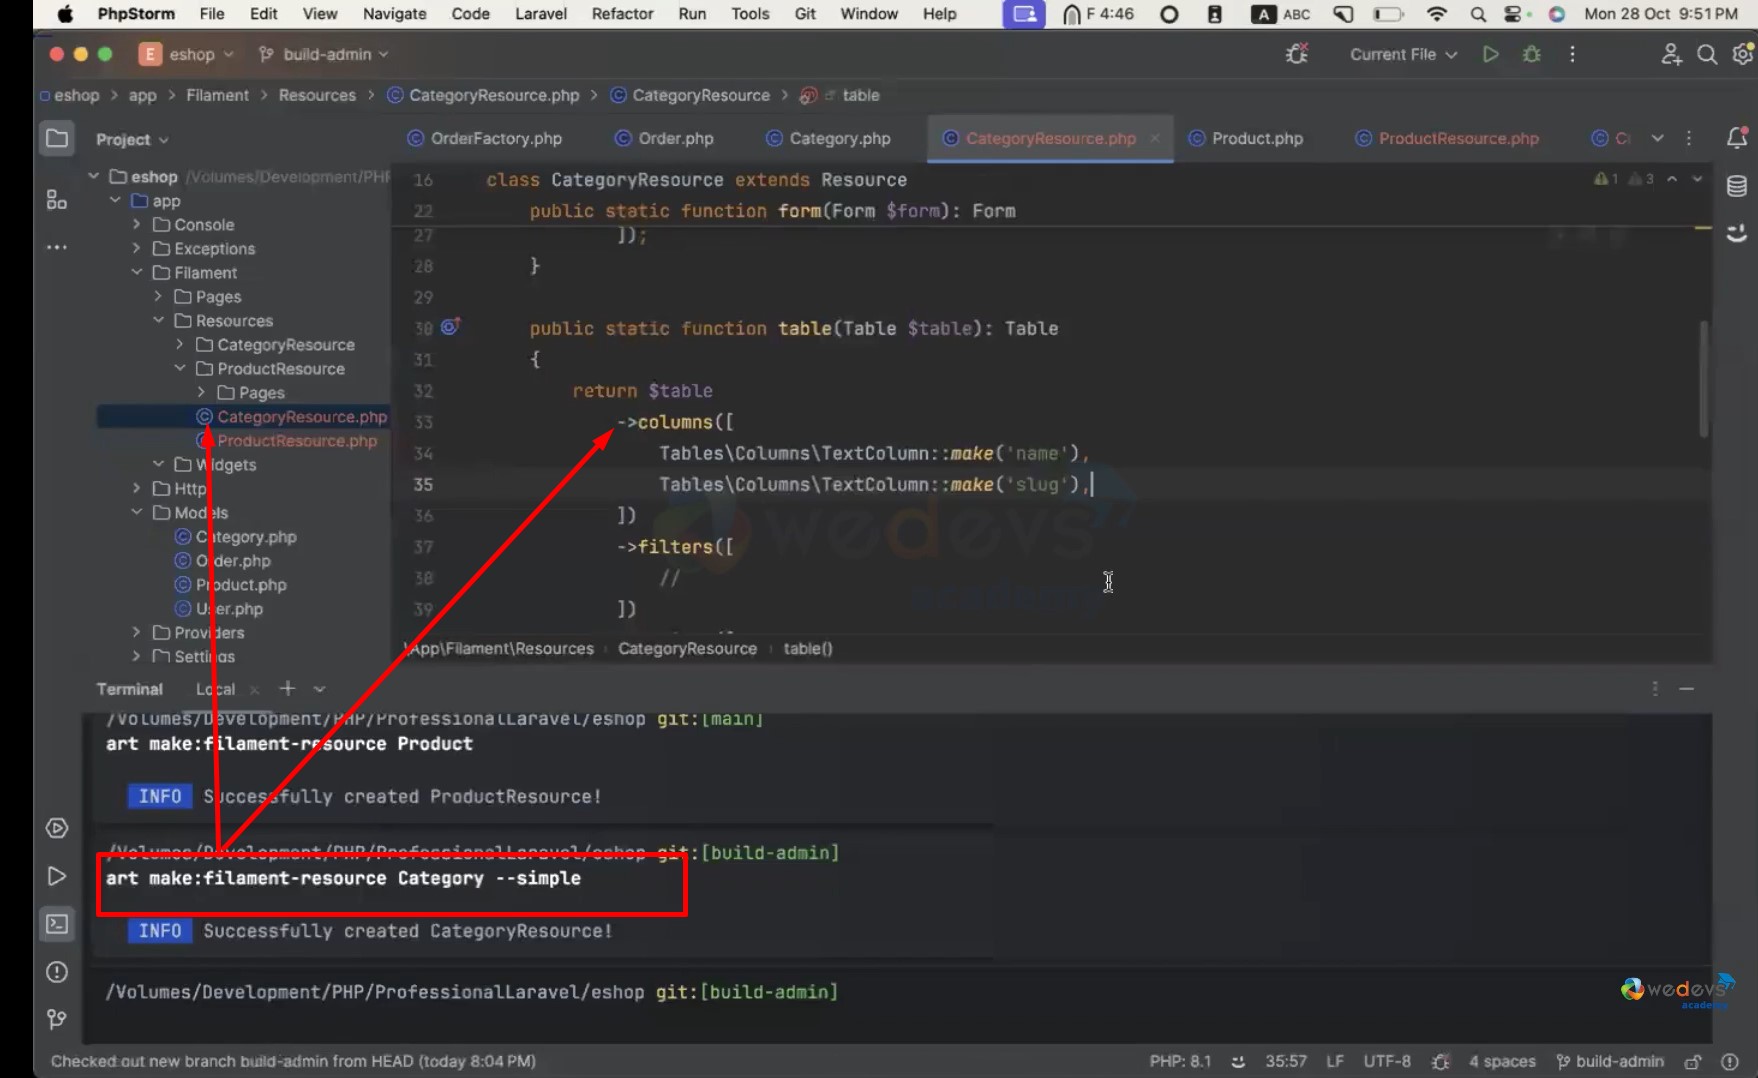 PhpStorm File Edit View Navigate Code Laravel Refactor Run Tools Git Window Help F 4:46 A ABC Mon 28 Oct 9:51 PM
E eshop build-admin Current File
eshop > app > Filament > Resources > CategoryResource.php > CategoryResource > table
Project
OrderFactory.php Order.php Category.php CategoryResource.php × Product.php ProductResource.php
eshop /Volumes/Development/PHP
app
Console
Exceptions
Filament
Pages
Resources
CategoryResource
ProductResource
Pages
CategoryResource.php
ProductResource.php
Widgets
Http
Models
Category.php
Order.php
Product.php
User.php
Providers
Settings
1 3
16 class CategoryResource extends Resource
22 public static function form(Form $form): Form
27 ]);
28 }
29
30 public static function table(Table $table): Table
31 {
32 return $table
33 ->columns([
34 Tables\Columns\TextColumn::make('name'),
35 Tables\Columns\TextColumn::make('slug'),
36 ])
37 ->filters([
38 //
39 ])
wedevs
academy
\App\Filament\Resources › CategoryResource › table()
Terminal Local × +
/Volumes/Development/PHP/ProfessionalLaravel/eshop git:[main]
art make:filament-resource Product
INFO Successfully created ProductResource!
/Volumes/Development/PHP/ProfessionalLaravel/eshop git:[build-admin]
art make:filament-resource Category --simple
INFO Successfully created CategoryResource!
/Volumes/Development/PHP/ProfessionalLaravel/eshop git:[build-admin]
wedevs
academy
Checked out new branch build-admin from HEAD (today 8:04 PM) PHP: 8.1 35:57 LF UTF-8 4 spaces build-admin